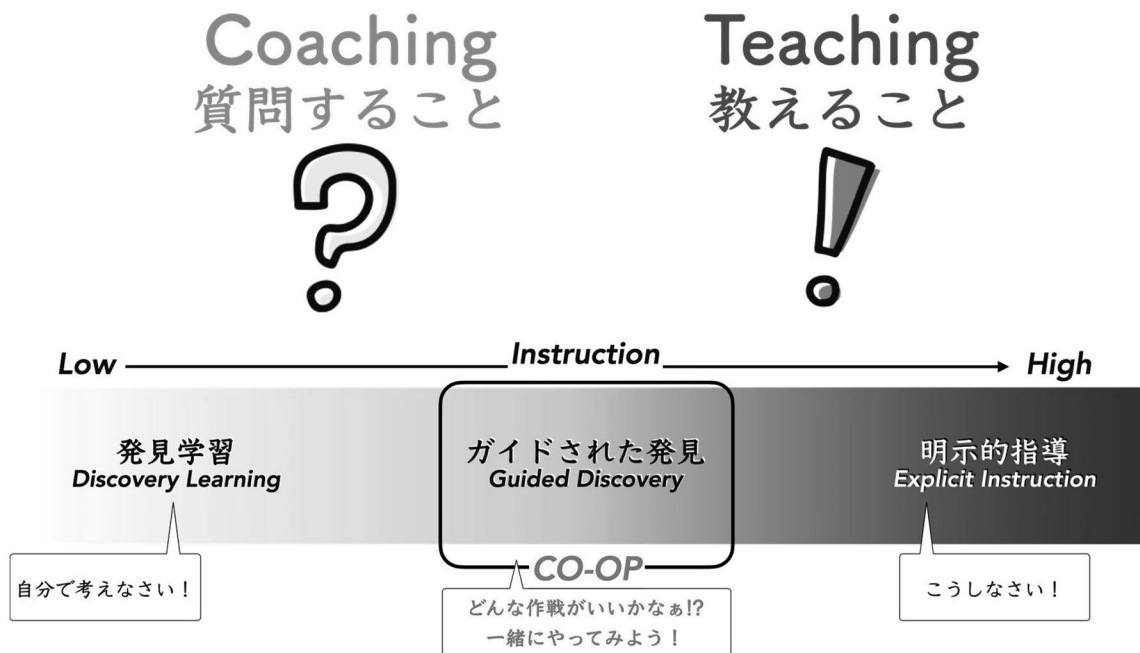 Coaching
質問すること
Teaching
教えること
Low
Instruction
High
発見学習
Discovery Learning
ガイドされた発見
Guided Discovery
明示的指導
Explicit Instruction
自分で考えなさい！
CO-OP
どんな作戦がいいかなぁ!?
一緒にやってみよう！
こうしなさい！